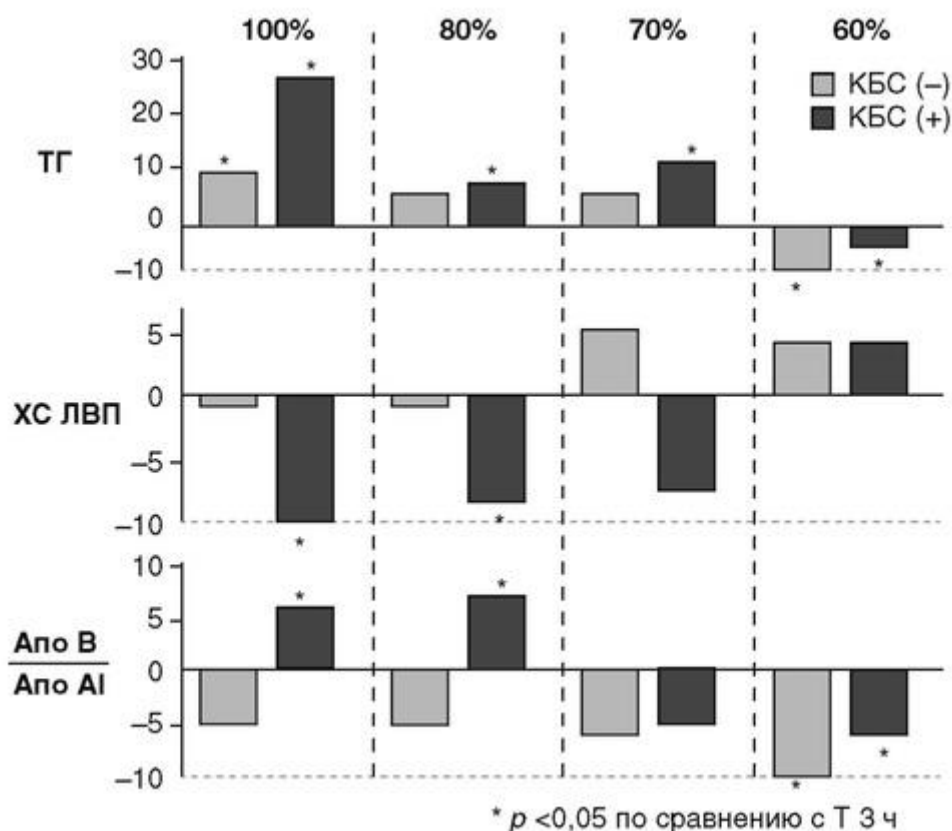 100% 80% 70% 60%
КБС (–)
КБС (+)
ТГ
30
20
10
0
–10
* * * * * *
ХС ЛВП
5
0
–5
–10
* *
Апо В
Апо АI
10
5
0
–5
–10
* * * *
* p <0,05 по сравнению с Т 3 ч